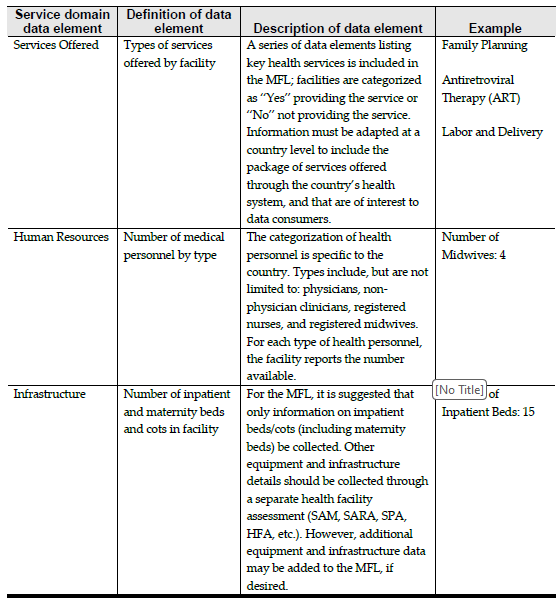 Service domain data element | Definition of data element | Description of data element | Example
Services Offered
Types of services
offered by facility
A series of data elements listing
key health services is included in
the MFL; facilities are categorized
as “Yes” providing the service or
“No” not providing the service.
Information must be adapted at a
country level to include the
package of services offered
through the country’s health
system, and that are of interest to
data consumers.
Family Planning
Antiretroviral
Therapy (ART)
Labor and Delivery
Human Resources
Number of medical
personnel by type
The categorization of health
personnel is specific to the
country. Types include, but are not
limited to: physicians, non-
physician clinicians, registered
nurses, and registered midwives.
For each type of health personnel,
the facility reports the number
available.
Number of
Midwives: 4
Infrastructure
Number of inpatient
and maternity beds
and cots in facility
For the MFL, it is suggested that
only information on impatient
beds/cots (including maternity
beds) be collected. Other
equipment and infrastructure
details should be collected through
a separate health facility
assessment (SAM, SARA, SPA,
HFA, etc.). However, additional
equipment and infrastructure data
may be added to the MFL, if
desired.
[No Title] of
Inpatient Beds: 15